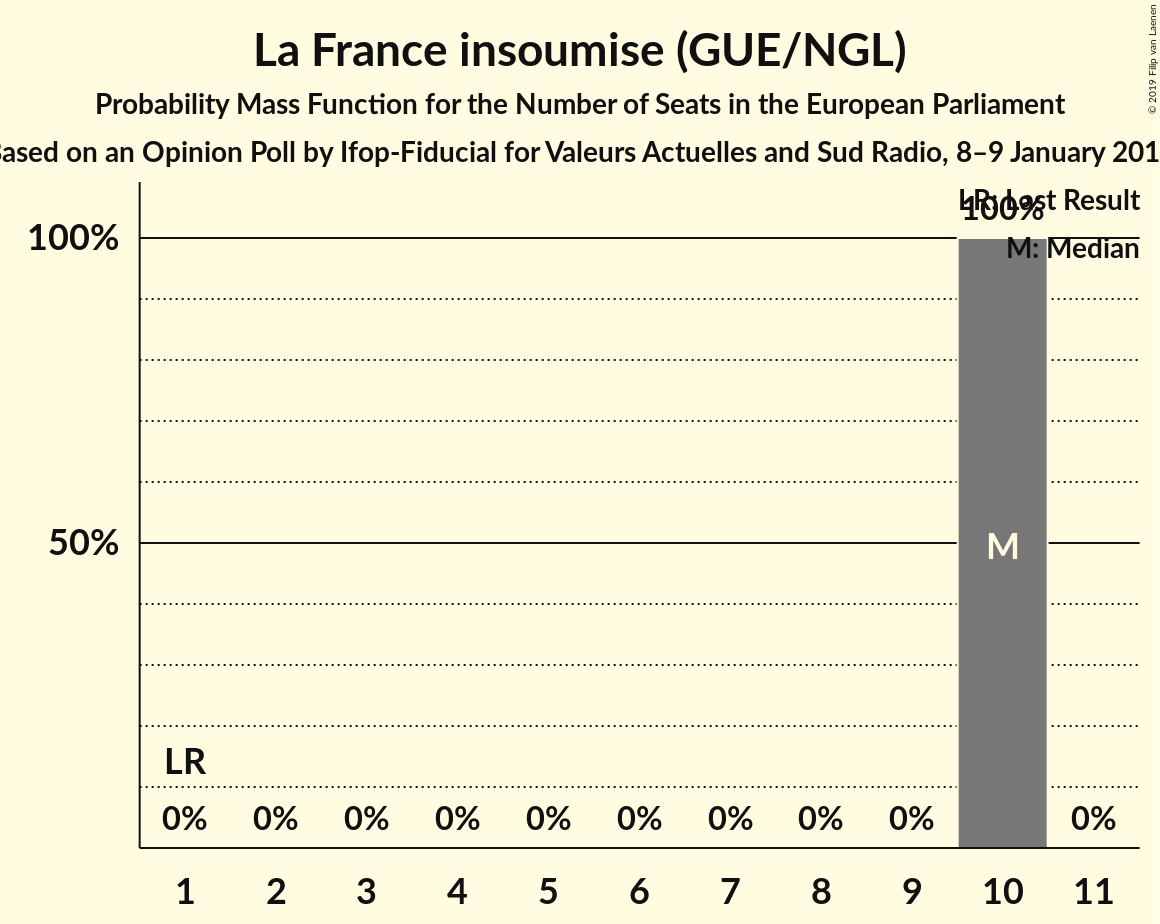 La France insoumise (GUE/NGL)
Probability Mass Function for the Number of Seats in the European Parliament
Based on an Opinion Poll by Ifop-Fiducial for Valeurs Actuelles and Sud Radio, 8–9 January 201
© 2019 Filip van Laenen
LR: Last Result
100%
M: Median
100%
50%
M
LR
0% 0% 0% 0% 0% 0% 0% 0% 0% 0%
1 2 3 4 5 6 7 8 9 10 11